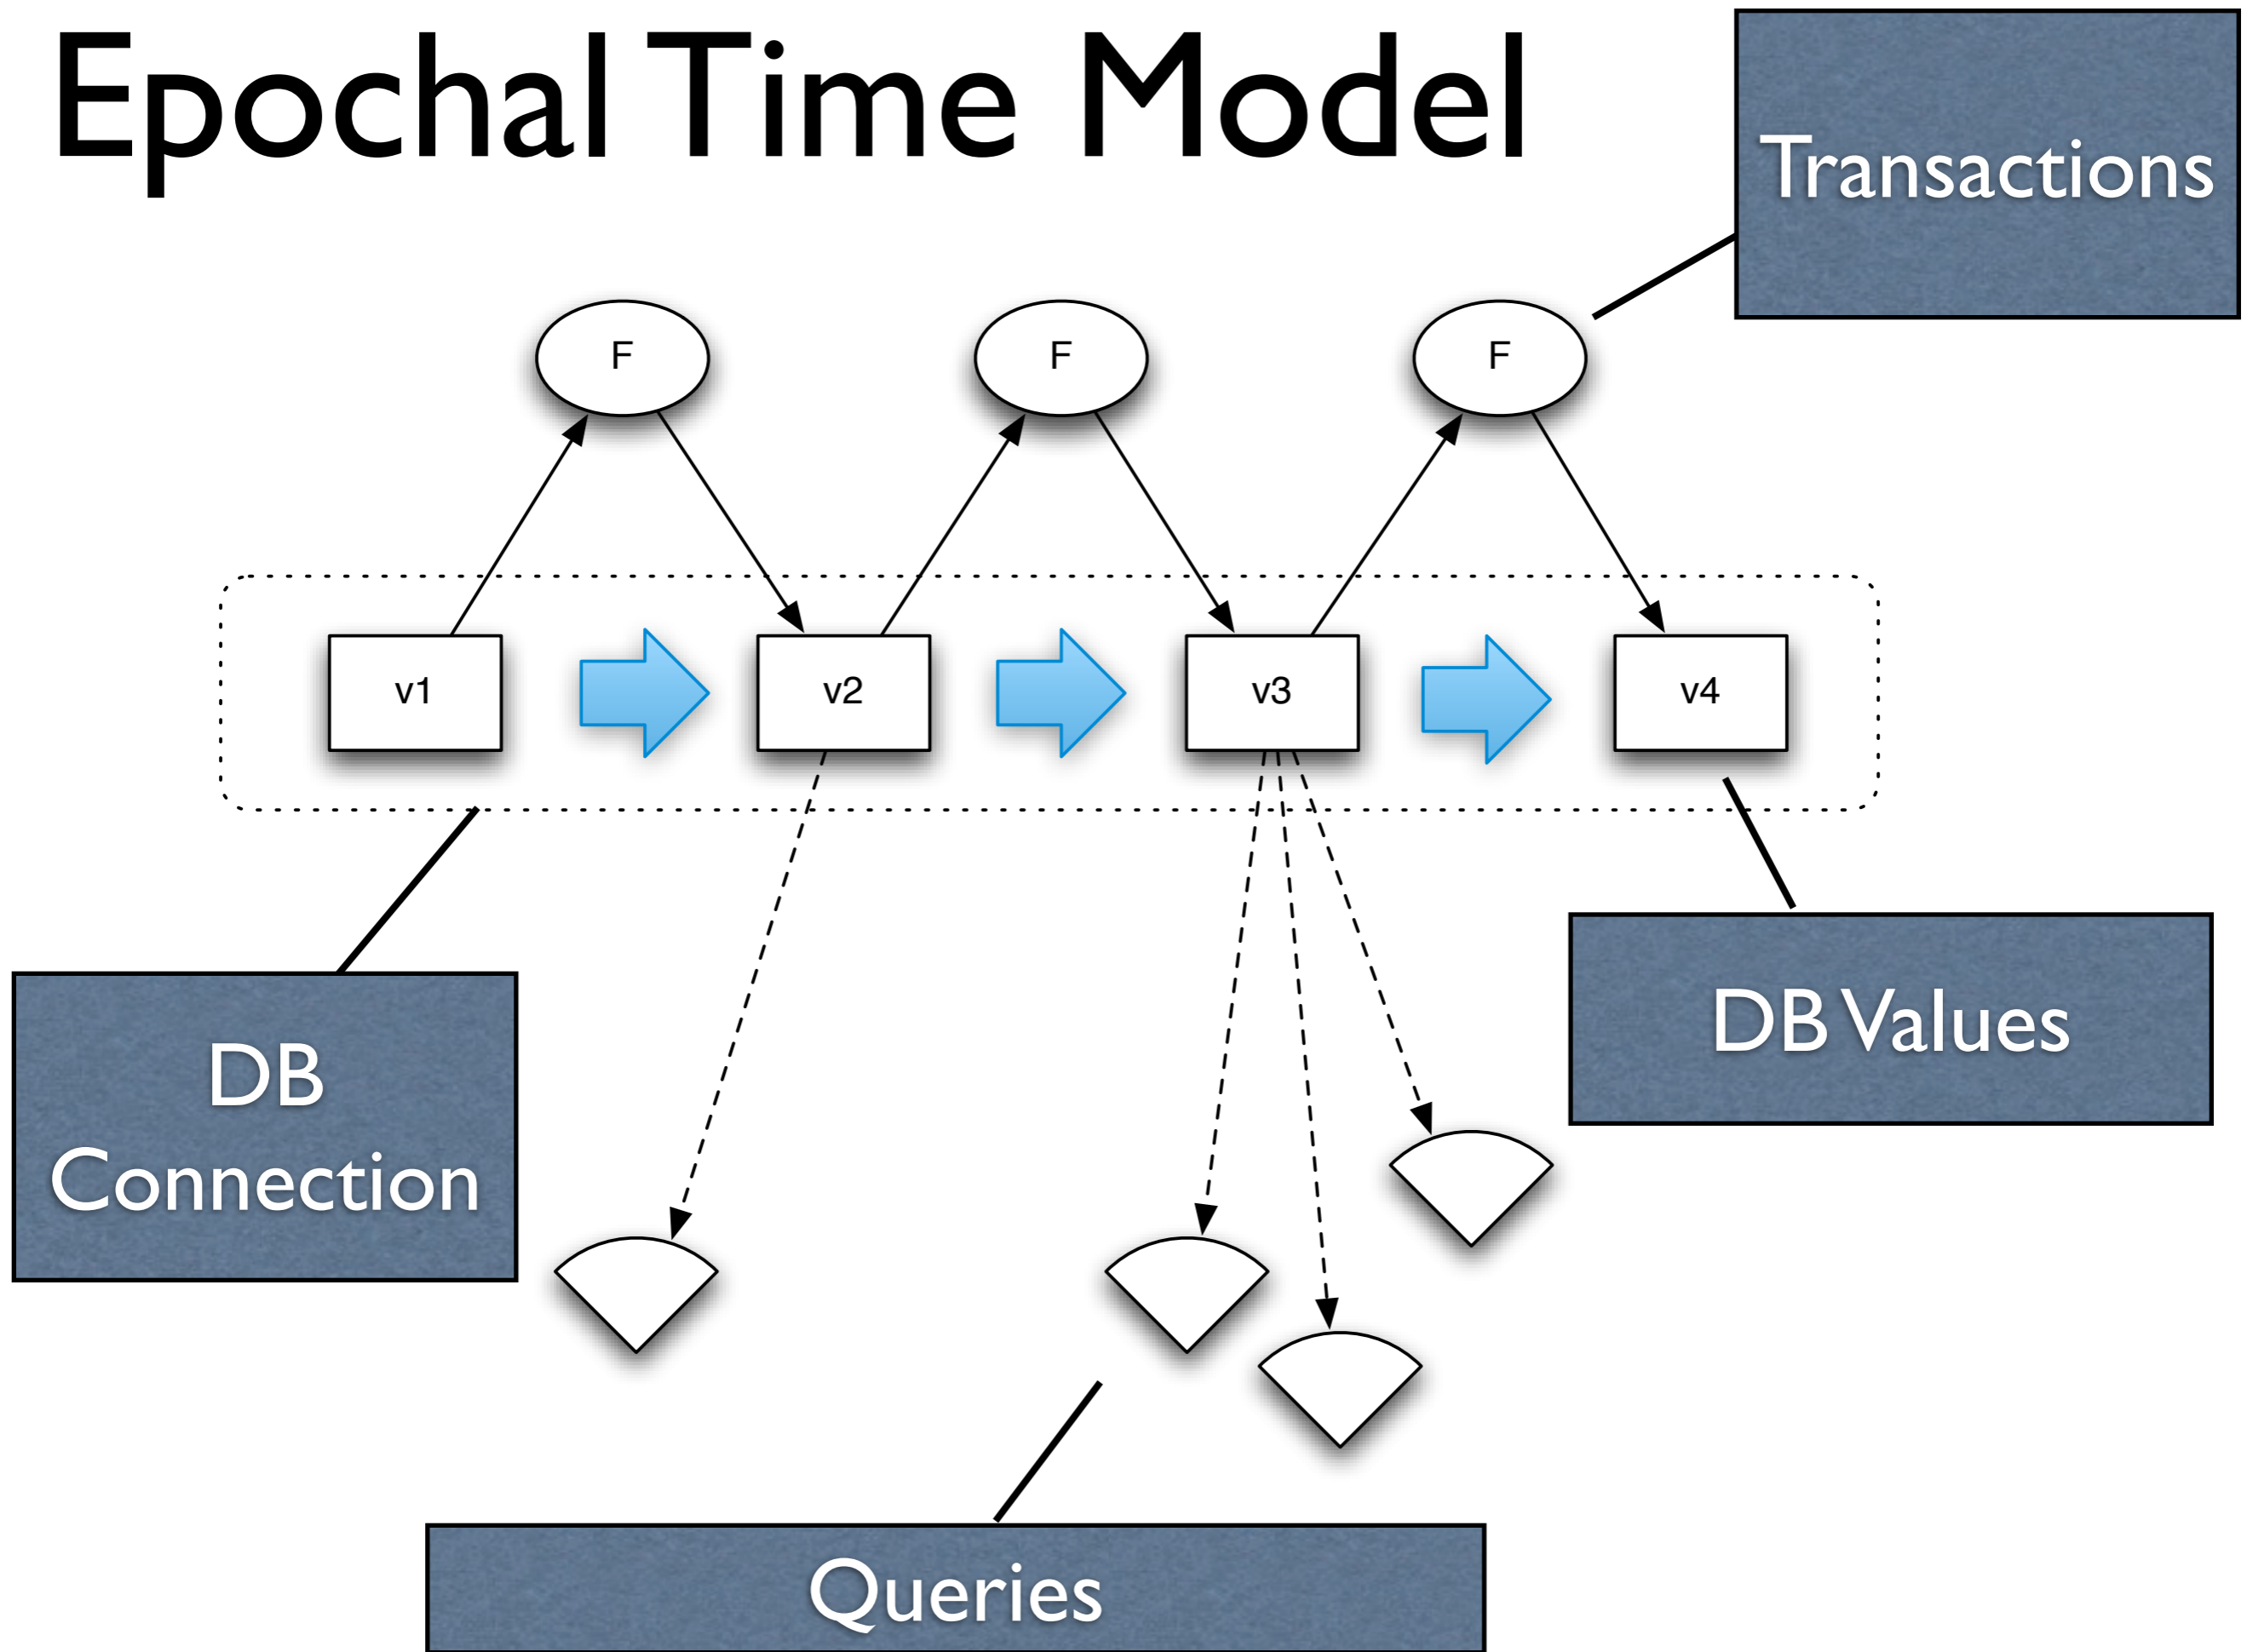 Epochal Time Model
Transactions
F
F
F
v1
v2
v3
v4
DB
Connection
DB Values
Queries